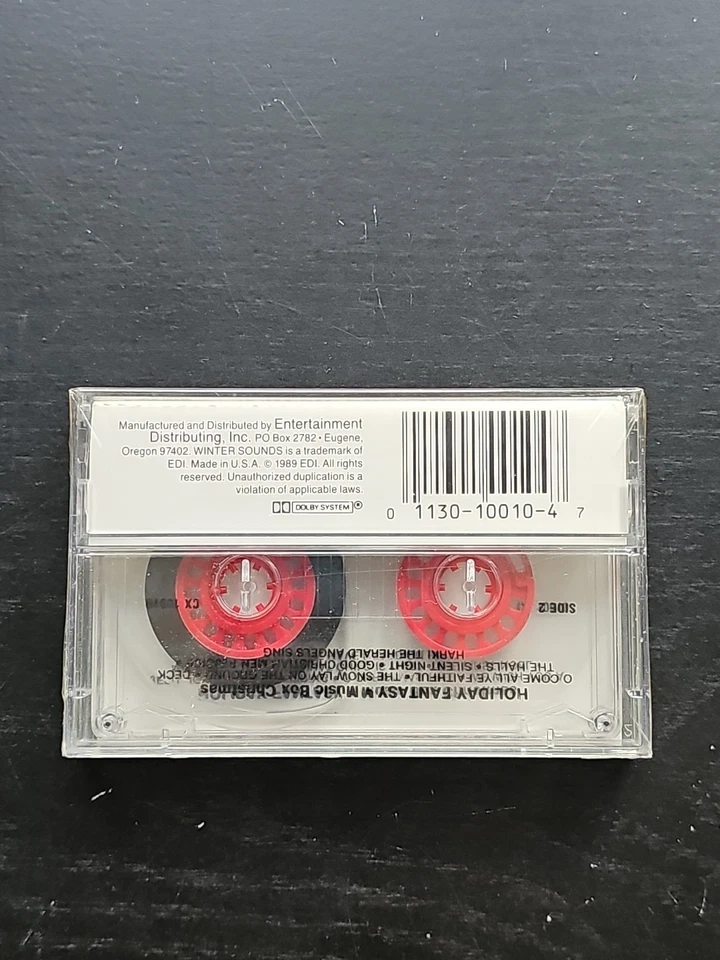 Manufactured and Distributed by Entertainment
Distributing, Inc. PO Box 2782 • Eugene,
Oregon 97402. WINTER SOUNDS is a trademark of
EDI. Made in U.S.A. © 1989 EDI. All rights
reserved. Unauthorized duplication is a
violation of applicable laws.
DOLBY SYSTEM ®
0 1130-10010-4 7
HOLIDAY FANTASY Music Box Christmas
O COME ALL YE FAITHFUL • THE SNOW LAY ON THE GROUND • DECK
THE HALLS • SILENT NIGHT • GOOD CHRISTIAN MEN REJOICE •
HARK! THE HERALD ANGELS SING
SIDE 2
CX